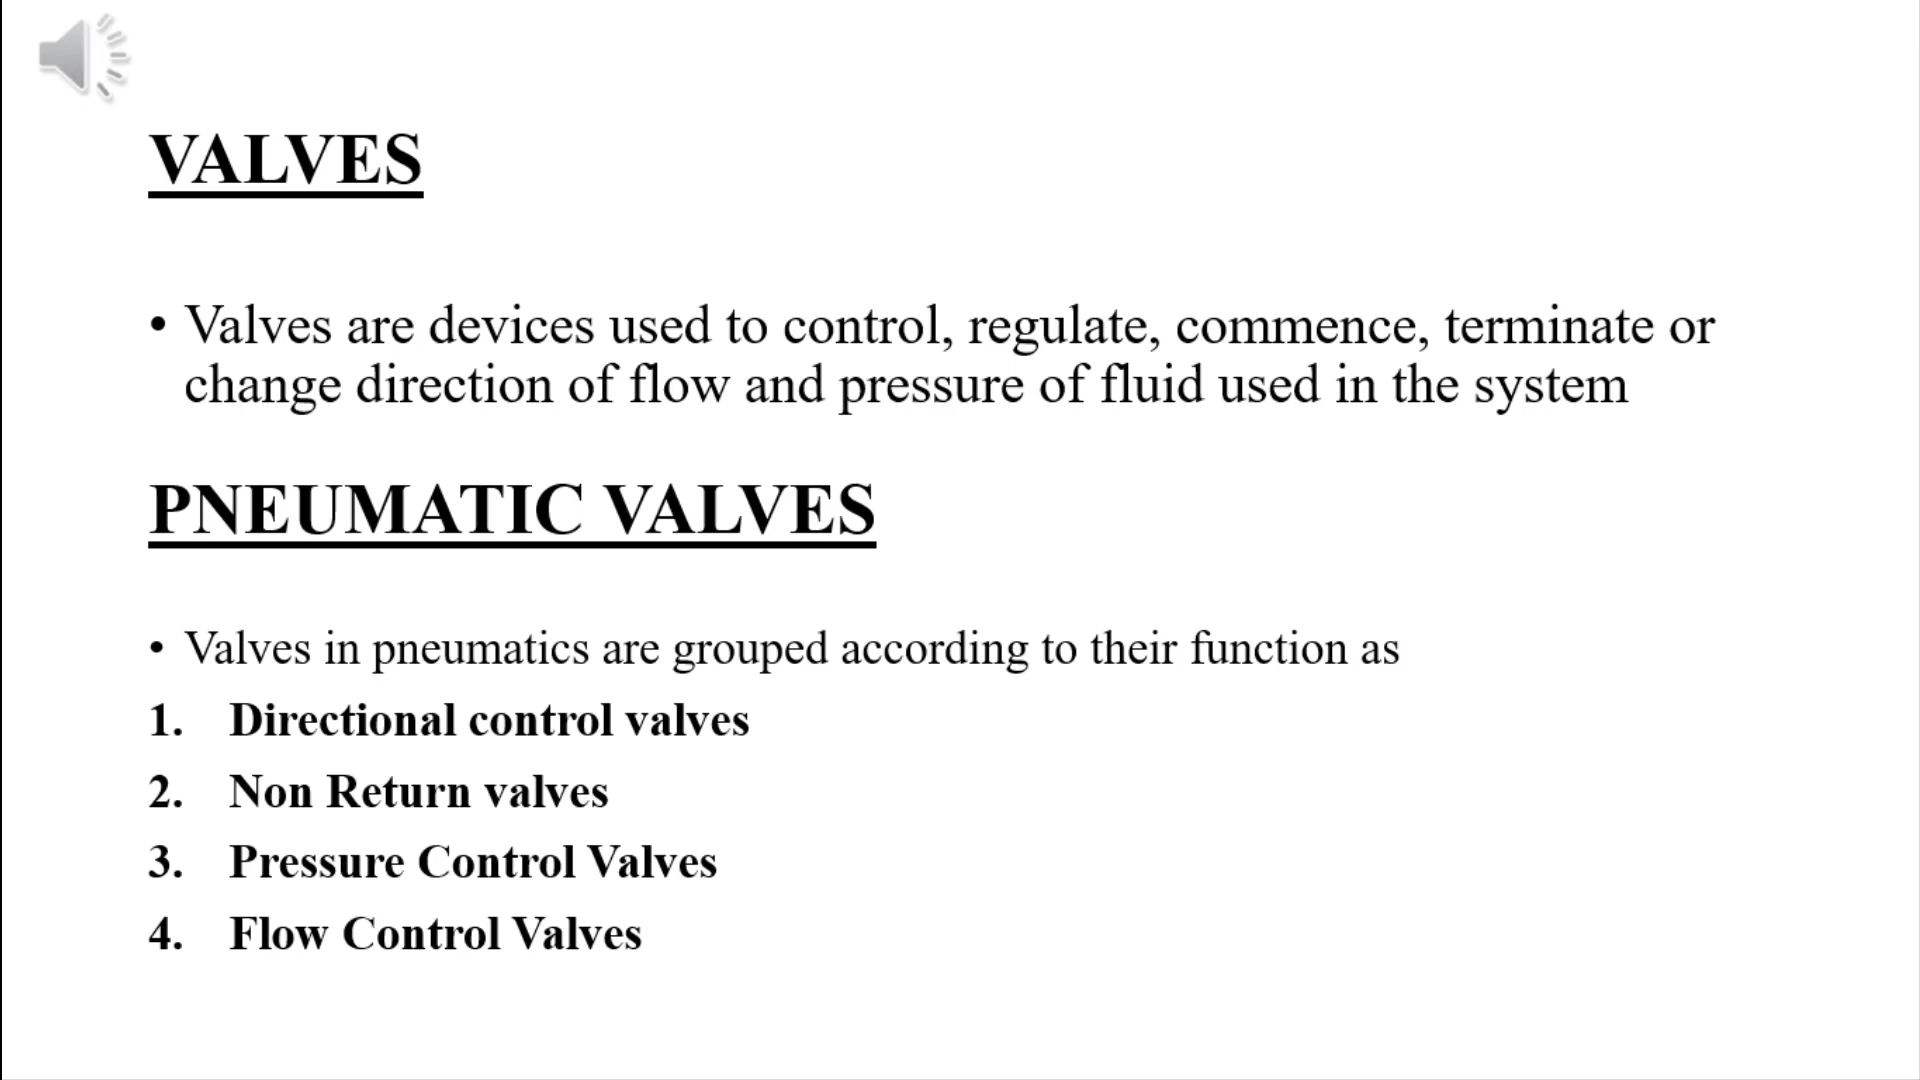 VALVES
• Valves are devices used to control, regulate, commence, terminate or
change direction of flow and pressure of fluid used in the system
PNEUMATIC VALVES
• Valves in pneumatics are grouped according to their function as
1. Directional control valves
2. Non Return valves
3. Pressure Control Valves
4. Flow Control Valves